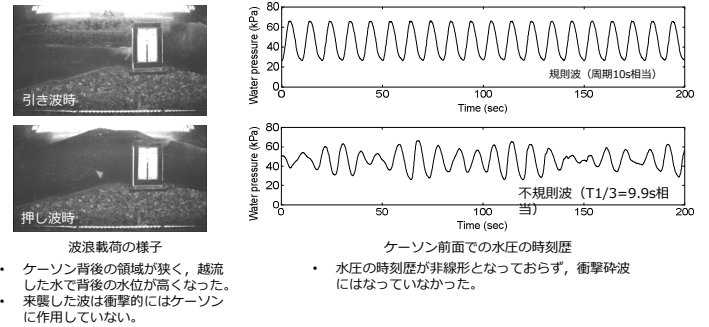 引き波時
押し波時
波浪載荷の様子
• ケーソン背後の領域が狭く，越流
した水で背後の水位が高くなった。
• 来襲した波は衝撃的にはケーソン
に作用していない。
Water pressure (kPa)
80
60
40
20
0
規則波（周期10s相当）
0 50 100 150 200
Time (sec)
Water pressure (kPa)
80
60
40
20
0
不規則波（T1/3=9.9s相
当）
0 50 100 150 200
Time (sec)
ケーソン前面での水圧の時刻歴
• 水圧の時刻歴が非線形となっておらず，衝撃砕波
にはなっていなかった。